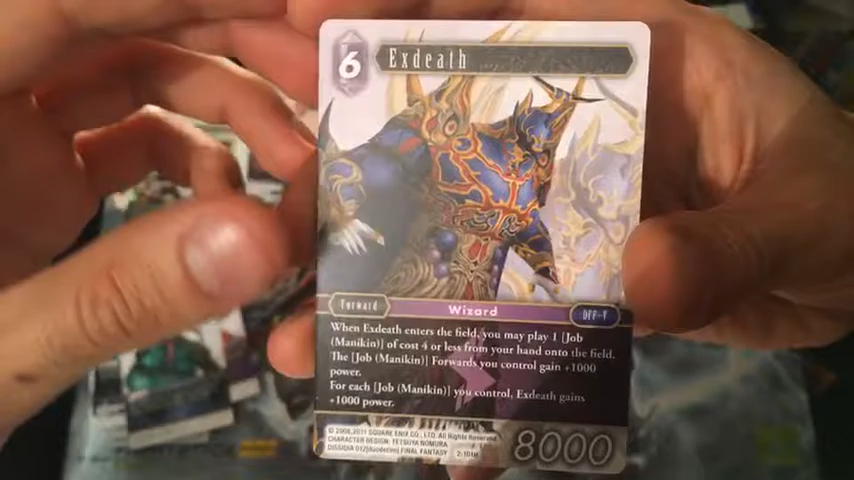 6
Exdeath
Forward
Wizard
DFF-V
When Exdeath enters the field, you may play 1 [Job
(Manikin)] of cost 4 or less from your hand onto the field.
The [Job (Manikin)] Forwards you control gain +1000
power.
For each [Job (Manikin)] you control, Exdeath gains
+1000 power.
© 2008,2011 SQUARE ENIX CO., LTD. All Rights Reserved.
CHARACTER DESIGN: TETSUYA NOMURA
DISSIDIA 012[duodecim] FINAL FANTASY
2-101H
8000